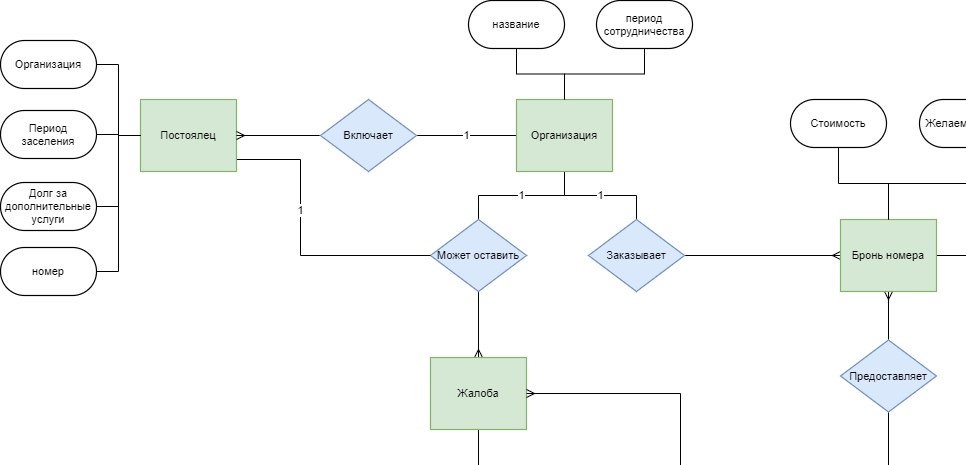 название
период
сотрудничества
Организация
Период
заселения
Долг за
дополнительные
услуги
номер
Постоялец
Включает
1
Организация
Стоимость
Желаем
1
1
1
Может оставить
Заказывает
Бронь номера
Жалоба
Предоставляет